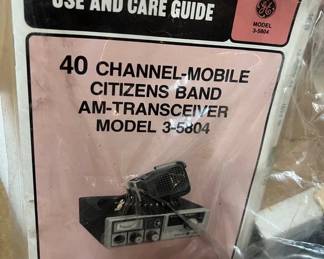 USE AND CARE GUIDE
MODEL
3-5804
40 CHANNEL-MOBILE
CITIZENS BAND
AM-TRANSCEIVER
MODEL 3-5804